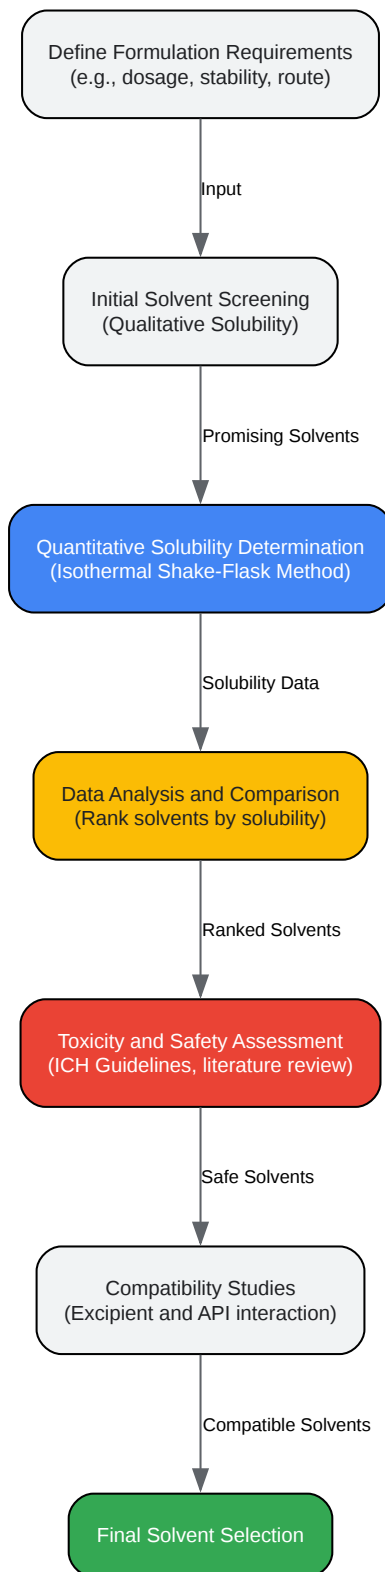 Define Formulation Requirements
(e.g., dosage, stability, route)
Input
Initial Solvent Screening
(Qualitative Solubility)
Promising Solvents
Quantitative Solubility Determination
(Isothermal Shake-Flask Method)
Solubility Data
Data Analysis and Comparison
(Rank solvents by solubility)
Ranked Solvents
Toxicity and Safety Assessment
(ICH Guidelines, literature review)
Safe Solvents
Compatibility Studies
(Excipient and API interaction)
Compatible Solvents
Final Solvent Selection